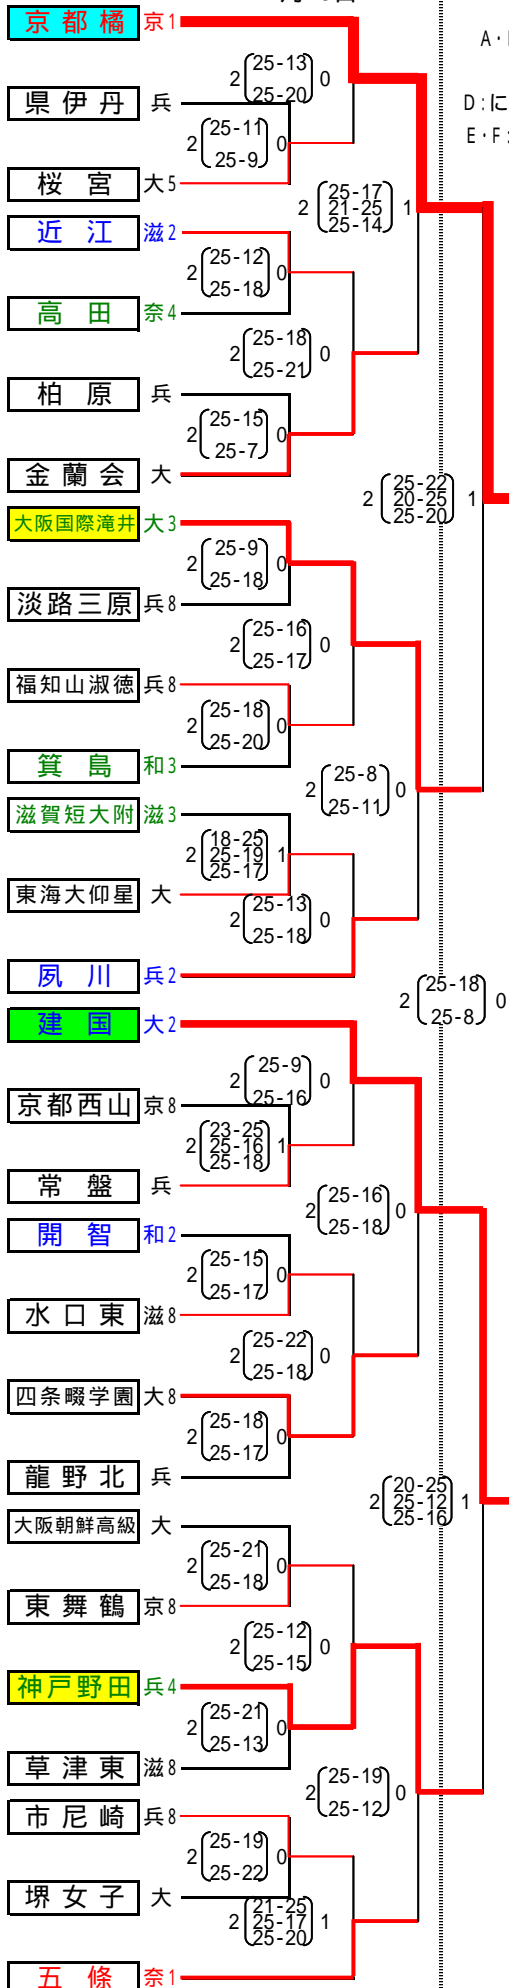 A・
D:に
京都橘 京1
2 25-13 0
25-20
E・F:
県伊丹 兵
2 25-11 0
25-9
桜宮 大5
2 25-17 1
21-25
25-14
近江 滋2
2 25-12 0
25-18
高田 奈4
2 25-18 0
25-21
柏原 兵
2 25-15 0
25-7
金蘭会 大
2 25-22 1
20-25
25-20
大阪国際滝井 大3
2 25-9 0
25-18
淡路三原 兵8
2 25-16 0
25-17
福知山淑徳 兵8
2 25-18 0
25-20
箕島 和3
2 25-8 0
25-11
滋賀短大附 滋3
2 18-25 1
25-19
25-17
東海大仰星 大
2 25-13 0
25-18
夙川 兵2
2 25-18 0
25-8
建国 大2
2 25-9 0
25-16
京都西山 京8
2 23-25 1
25-16
25-18
常盤 兵
2 25-16 0
25-18
開智 和2
2 25-15 0
25-17
水口東 滋8
2 25-22 0
25-18
四条畷学園 大8
2 25-18 0
25-17
龍野北 兵
2 20-25 1
25-12
25-16
大阪朝鮮高級 大
2 25-21 0
25-18
東舞鶴 京8
2 25-12 0
25-15
神戸野田 兵4
2 25-21 0
25-13
草津東 滋8
2 25-19 0
25-12
市尼崎 兵8
2 25-19 0
25-22
堺女子 大
2 21-25 1
25-17
25-20
五條 奈1